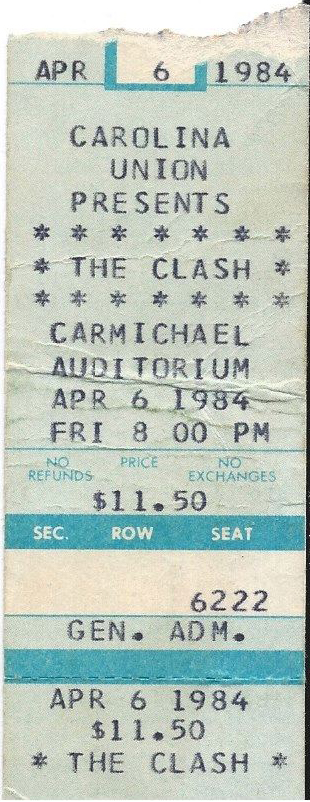 APR 6 1984
CAROLINA
UNION
PRESENTS
* * * * * * *
* THE CLASH *
* * * * * * *
CARMICHAEL
AUDITORIUM
APR 6 1984
FRI 8 00 PM
NO REFUNDS PRICE NO EXCHANGES
$11.50
SEC. ROW SEAT
6222
GEN. ADM.
APR 6 1984
$11.50
* THE CLASH *